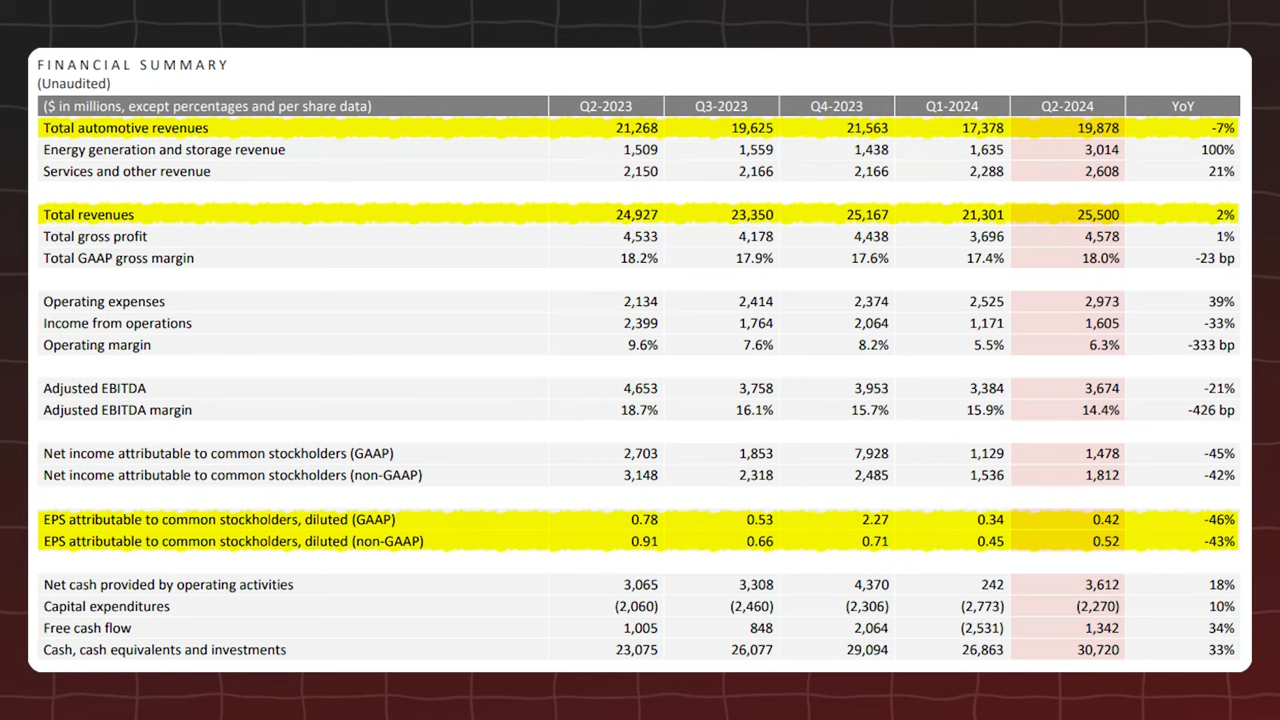 FINANCIAL SUMMARY
(Unaudited)
($ in millions, except percentages and per share data) Q2-2023 Q3-2023 Q4-2023 Q1-2024 Q2-2024 YoY
Total automotive revenues 21,268 19,625 21,563 17,378 19,878 -7%
Energy generation and storage revenue 1,509 1,559 1,438 1,635 3,014 100%
Services and other revenue 2,150 2,166 2,166 2,288 2,608 21%
Total revenues 24,927 23,350 25,167 21,301 25,500 2%
Total gross profit 4,533 4,178 4,438 3,696 4,578 1%
Total GAAP gross margin 18.2% 17.9% 17.6% 17.4% 18.0% -23 bp
Operating expenses 2,134 2,414 2,374 2,525 2,973 39%
Income from operations 2,399 1,764 2,064 1,171 1,605 -33%
Operating margin 9.6% 7.6% 8.2% 5.5% 6.3% -333 bp
Adjusted EBITDA 4,653 3,758 3,953 3,384 3,674 -21%
Adjusted EBITDA margin 18.7% 16.1% 15.7% 15.9% 14.4% -426 bp
Net income attributable to common stockholders (GAAP) 2,703 1,853 7,928 1,129 1,478 -45%
Net income attributable to common stockholders (non-GAAP) 3,148 2,318 2,485 1,536 1,812 -42%
EPS attributable to common stockholders, diluted (GAAP) 0.78 0.53 2.27 0.34 0.42 -46%
EPS attributable to common stockholders, diluted (non-GAAP) 0.91 0.66 0.71 0.45 0.52 -43%
Net cash provided by operating activities 3,065 3,308 4,370 242 3,612 18%
Capital expenditures (2,060) (2,460) (2,306) (2,773) (2,270) 10%
Free cash flow 1,005 848 2,064 (2,531) 1,342 34%
Cash, cash equivalents and investments 23,075 26,077 29,094 26,863 30,720 33%